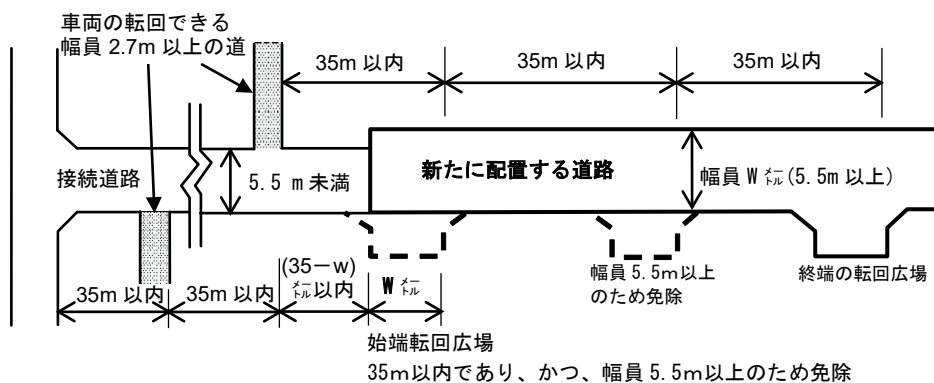 車両の転回できる
幅員 2.7m 以上の道
35m 以内
35m 以内
35m 以内
接続道路
5.5 m 未満
新たに配置する道路
幅員 W ㍍ (5.5m 以上)
(35－w)
㍍以内
35m 以内
35m 以内
W ㍍
幅員 5.5m以上
のため免除
終端の転回広場
始端転回広場
35m以内であり、かつ、幅員 5.5m以上のため免除